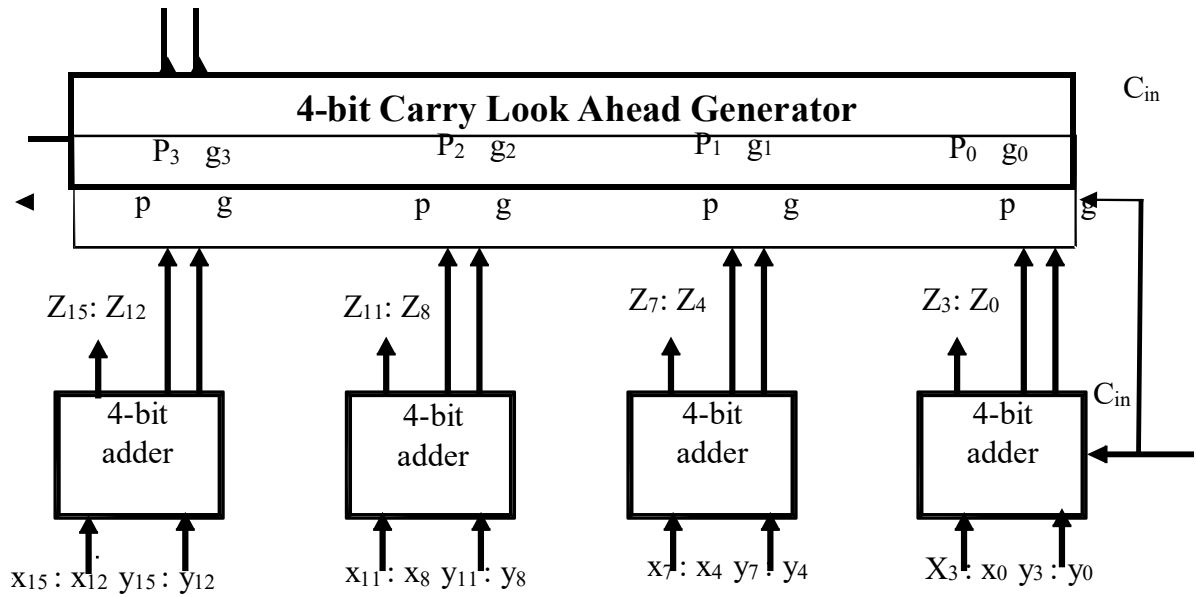 C_in
4-bit Carry Look Ahead Generator
P₃ g₃ P₂ g₂ P₁ g₁ P₀ g₀
p g p g p g p g
Z₁₅: Z₁₂ Z₁₁: Z₈ Z₇: Z₄ Z₃: Z₀
C_in
4-bit 4-bit 4-bit 4-bit
adder adder adder adder
x₁₅ : x₁₂ y₁₅ : y₁₂ x₁₁ : x₈ y₁₁ : y₈ x₇ : x₄ y₇ : y₄ X₃ : x₀ y₃ : y₀